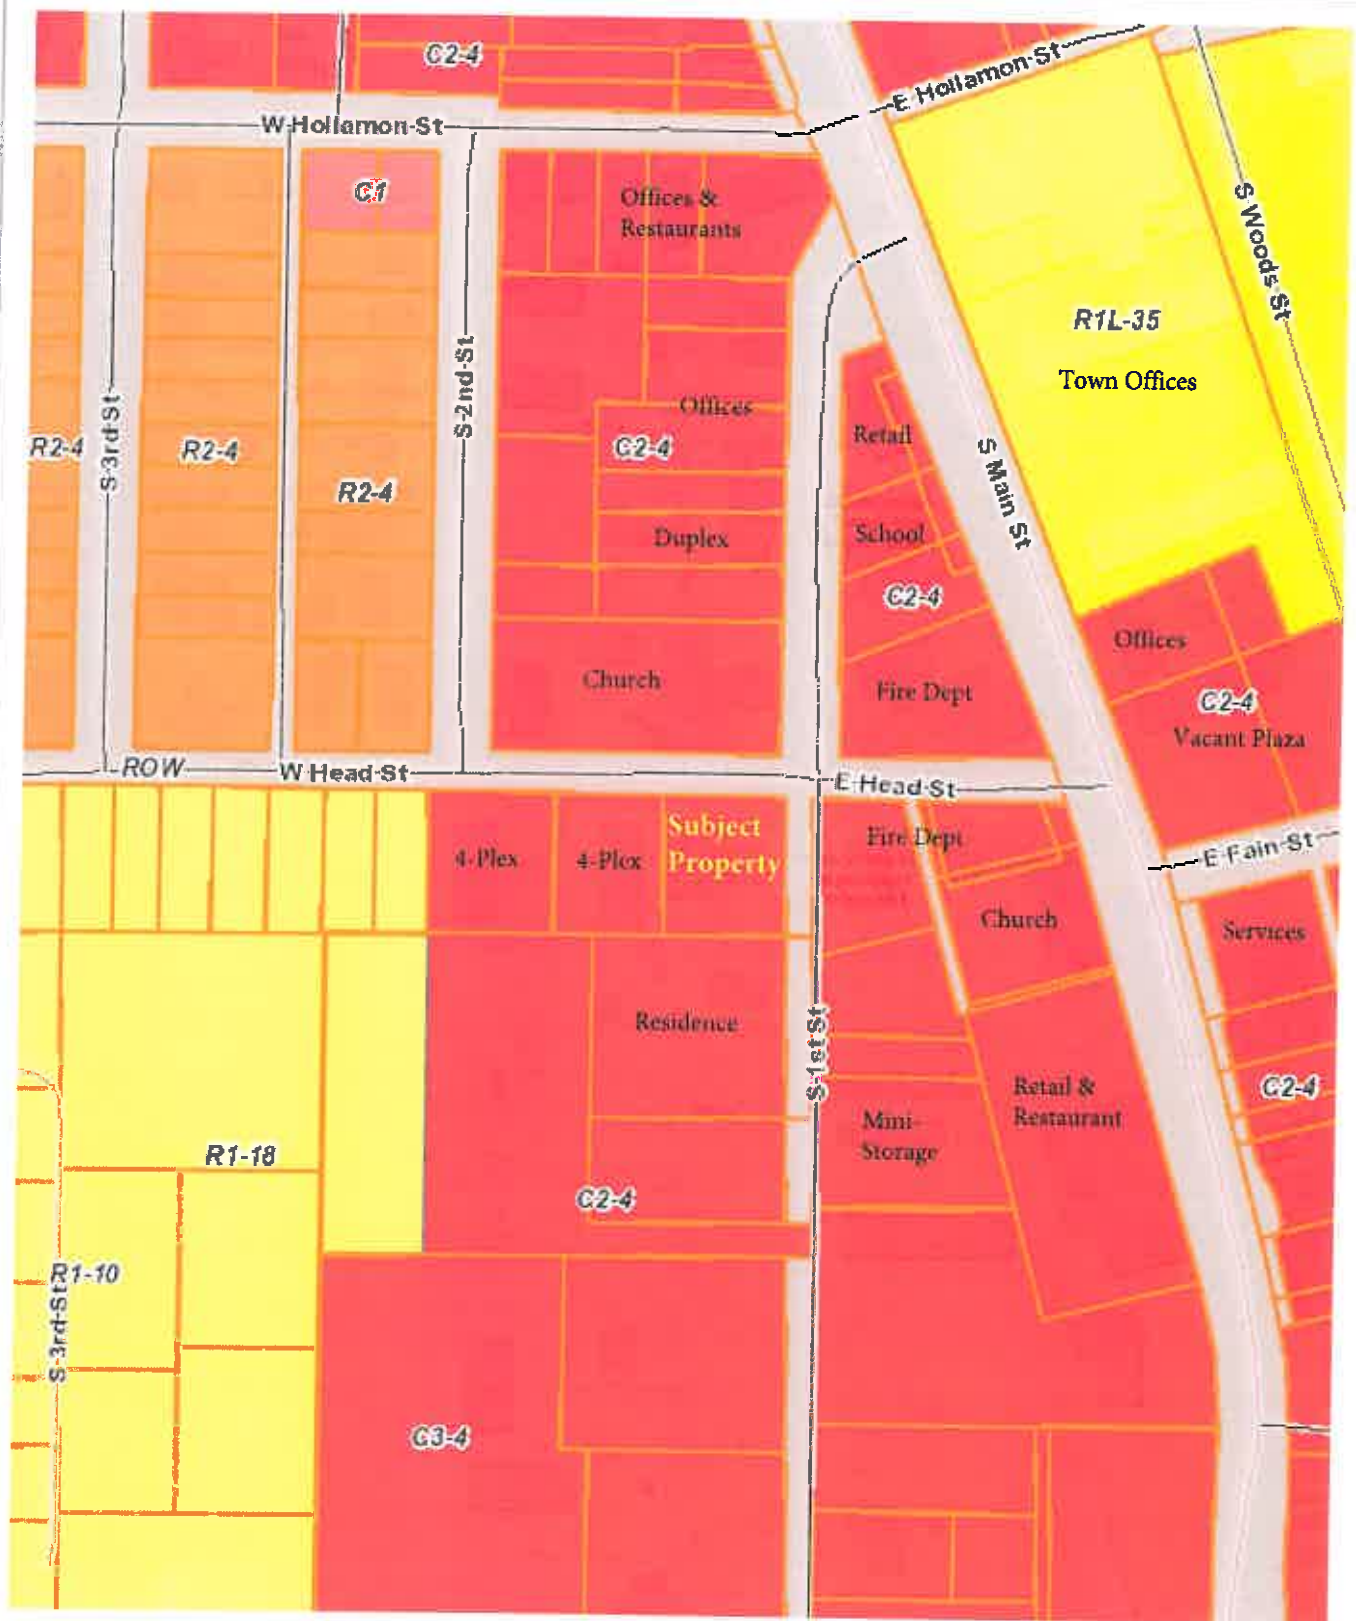 C2-4
E Hollamon St
W Hollamon St
C1
Offices &
Restaurants
S Woods St
R1L-35
Town Offices
S 2nd St
S 3rd St
Offices
Retail
R2-4
R2-4
C2-4
R2-4
S Main St
Duplex
School
C2-4
Offices
Church
Fire Dept
C2-4
Vacant Plaza
ROW
W Head St
E Head St
Subject
Property
4-Plex
4-Plex
Fire Dept
E Fain St
Church
Services
Residence
S 1st St
Retail &
Restaurant
C2-4
Mini-
Storage
R1-18
C2-4
R1-10
S 3rd St
C3-4